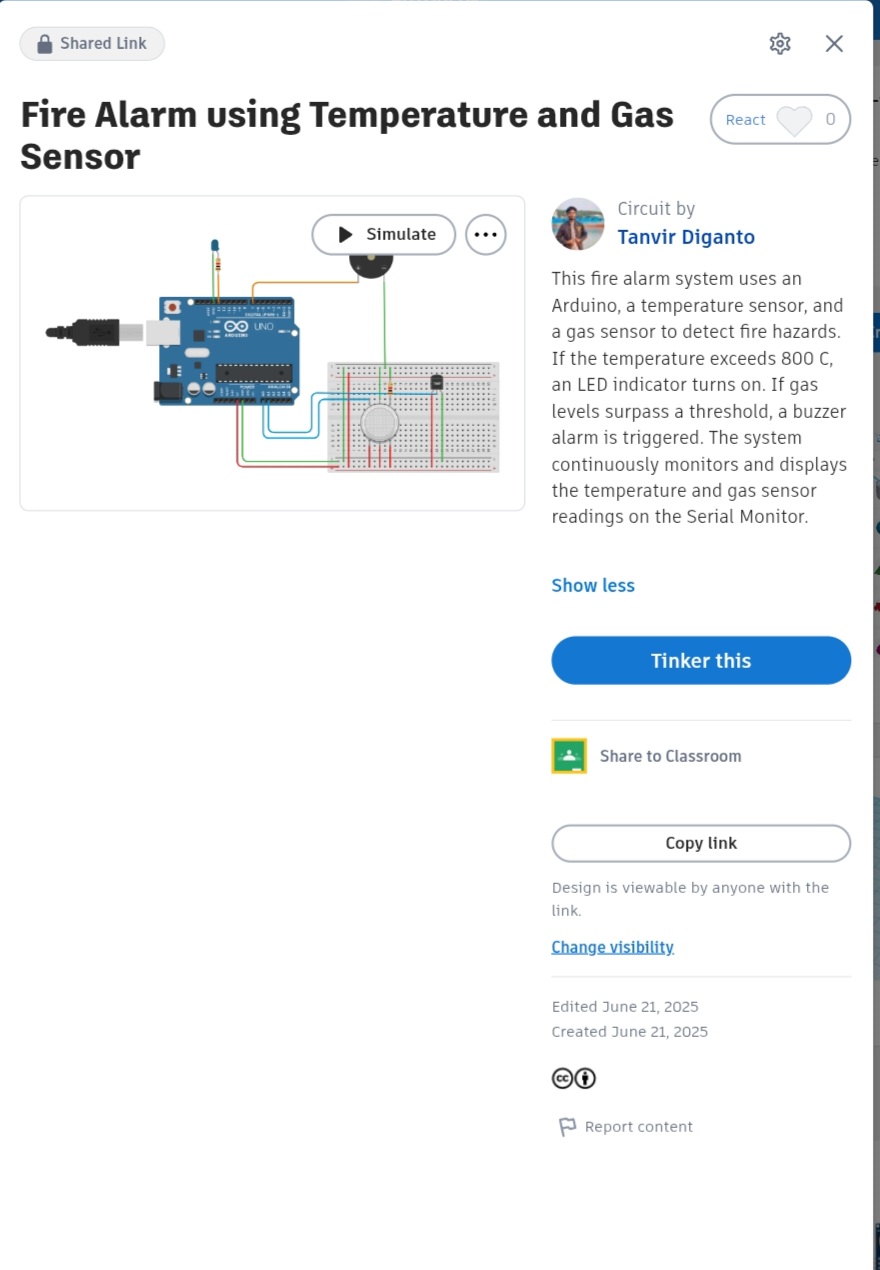 Shared Link
Fire Alarm using Temperature and Gas
Sensor
React 0
Simulate
UNO
ARDUINO
Circuit by
Tanvir Diganto
This fire alarm system uses an
Arduino, a temperature sensor, and
a gas sensor to detect fire hazards.
If the temperature exceeds 800 C,
an LED indicator turns on. If gas
levels surpass a threshold, a buzzer
alarm is triggered. The system
continuously monitors and displays
the temperature and gas sensor
readings on the Serial Monitor.
Show less
Tinker this
Share to Classroom
Copy link
Design is viewable by anyone with the
link.
Change visibility
Edited June 21, 2025
Created June 21, 2025
cc
Report content